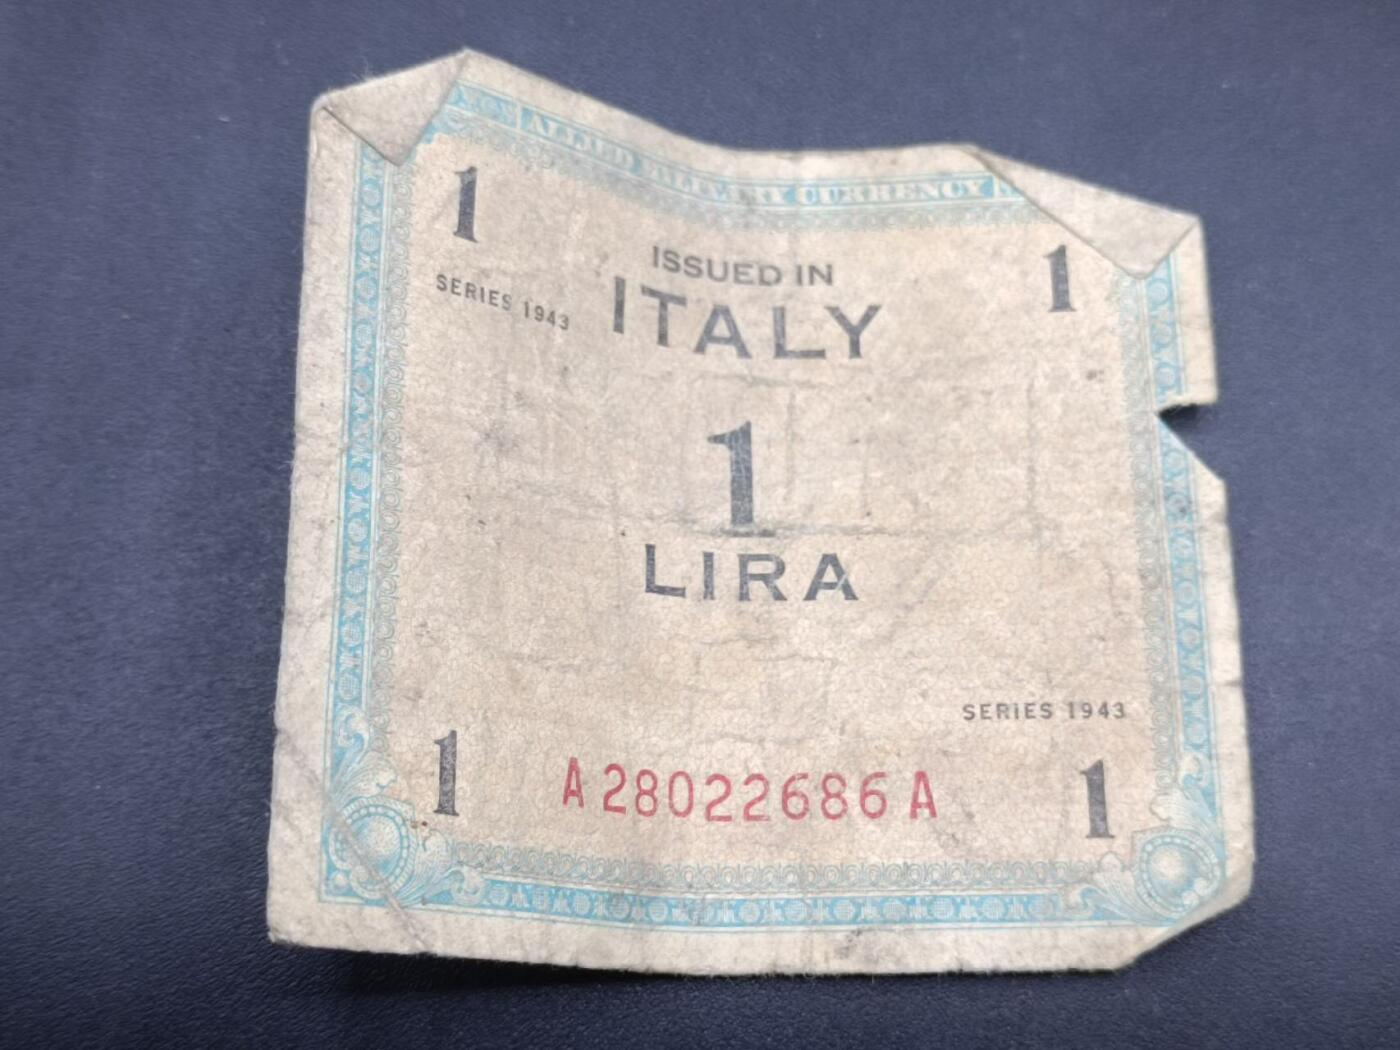 ALLIED MILITARY CURRENCY
1
1
ISSUED IN
SERIES 1943
ITALY
1
LIRA
SERIES 1943
1
A 28022686 A
1